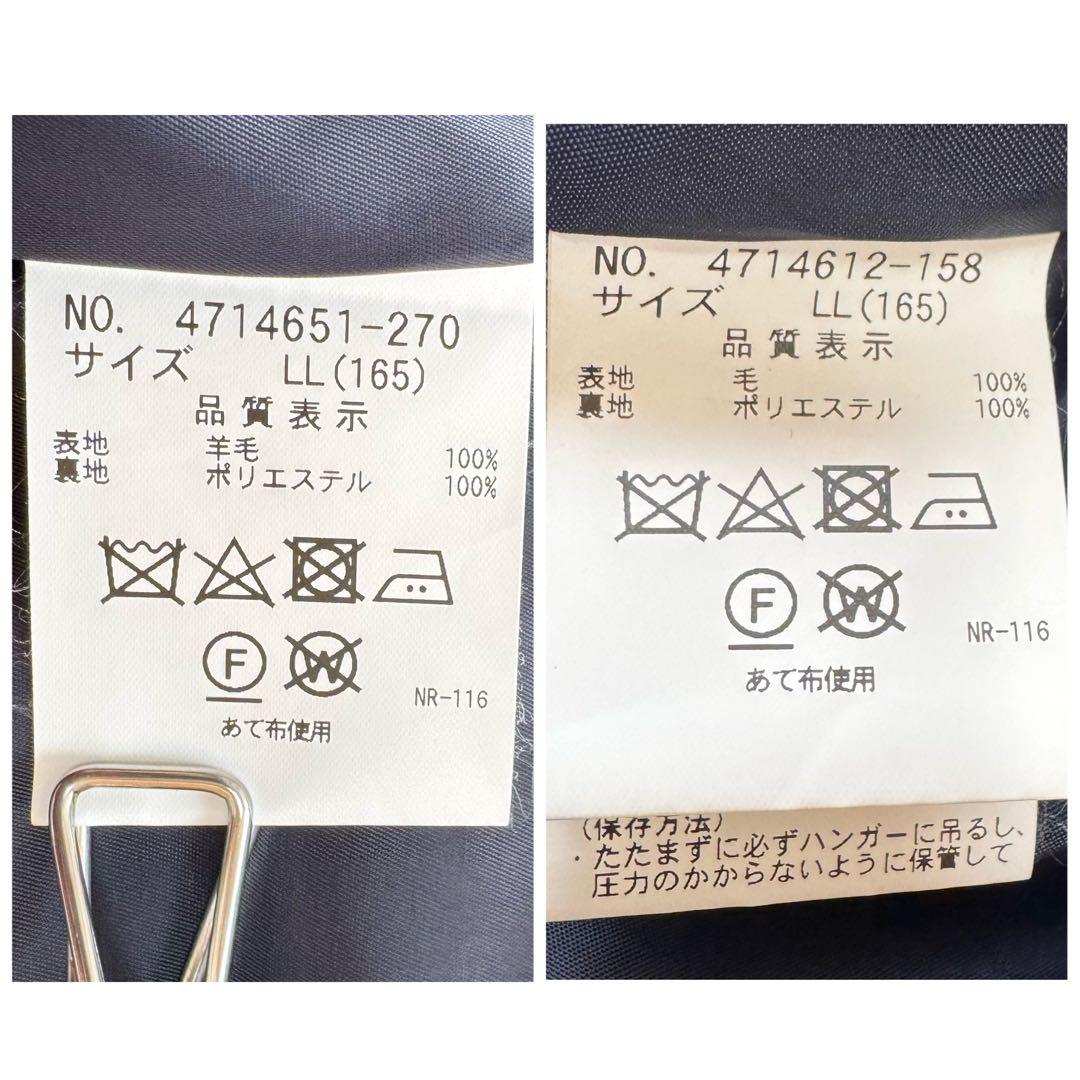 NO. 4714651-270
サイズ LL(165)
品質表示
表地 羊毛 100%
裏地 ポリエステル 100%
F W
NR-116
あて布使用
NO. 4714612-158
サイズ LL(165)
品質表示
表地 毛 100%
裏地 ポリエステル 100%
F W
NR-116
あて布使用
(保存方法)
・たたまずに必ずハンガーに吊るし、
圧力のかからないように保管して